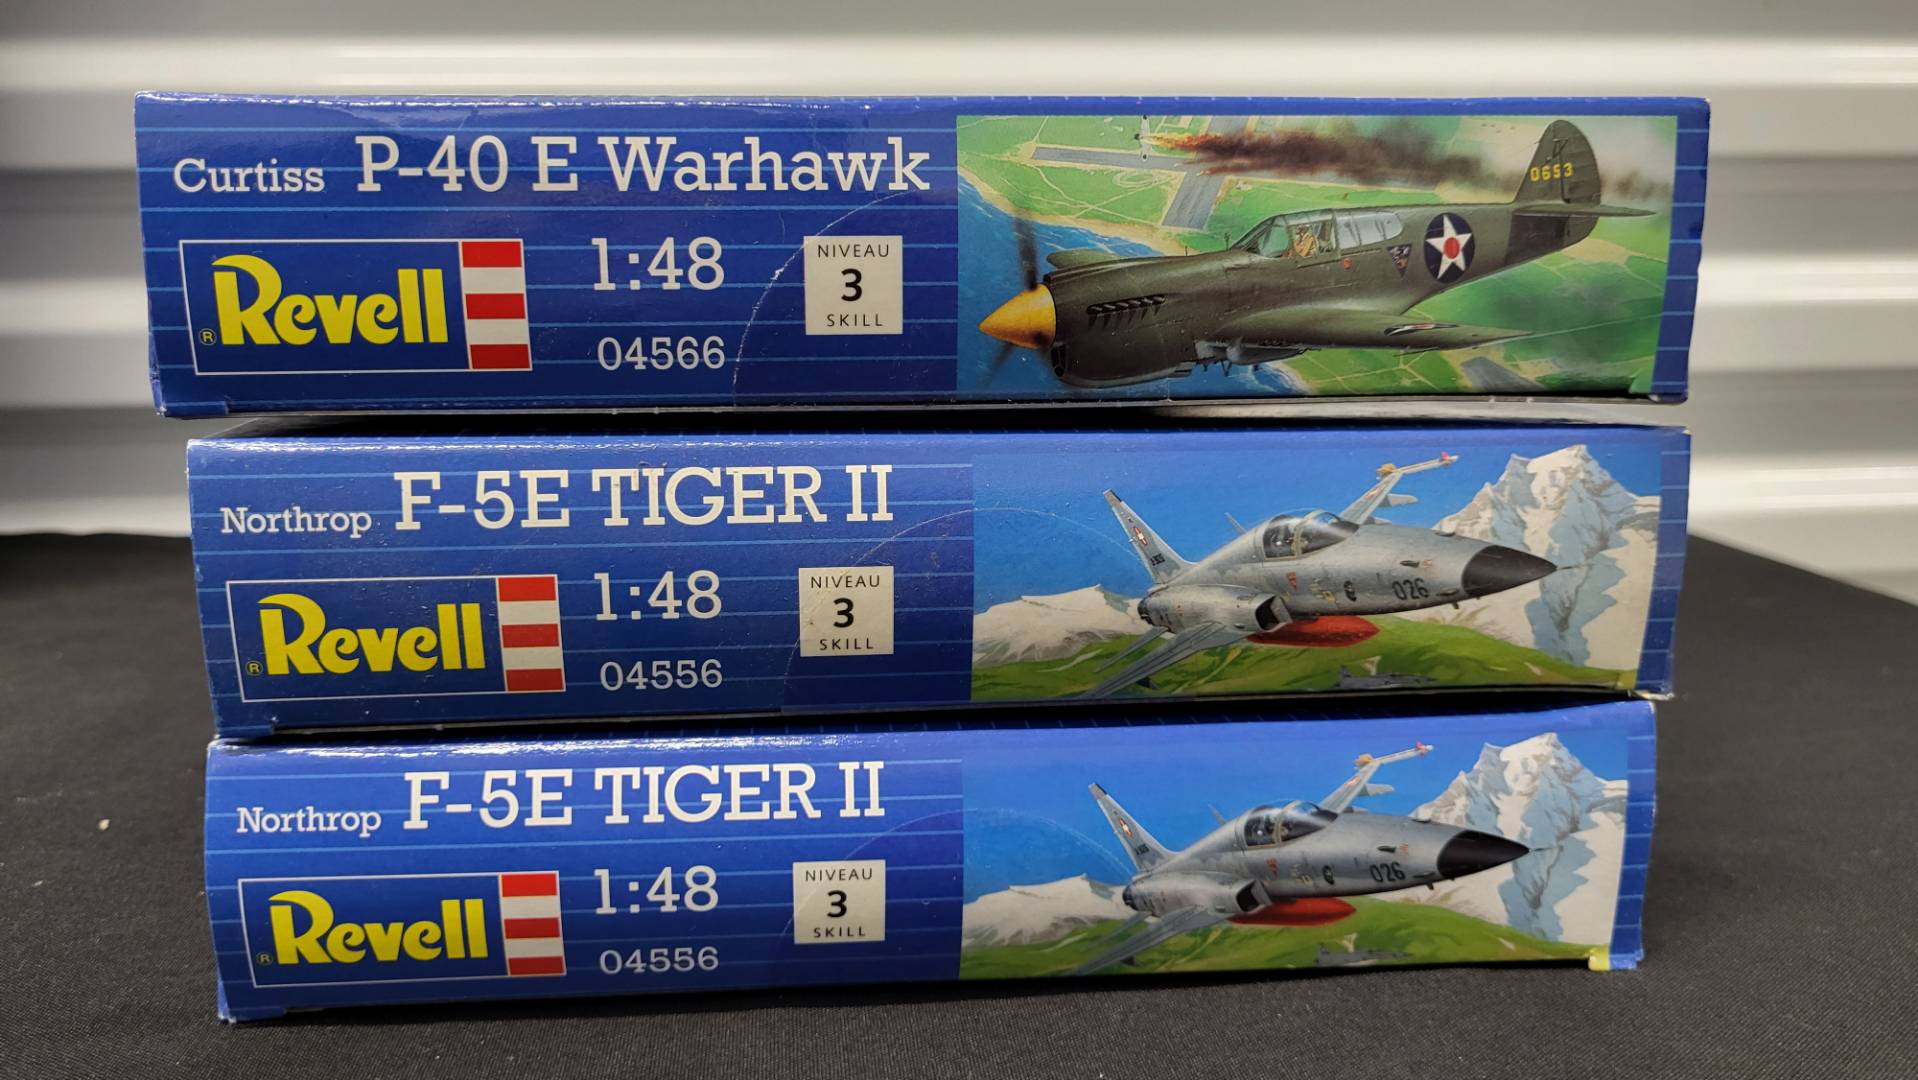 Curtiss P-40 E Warhawk
® Revell
1:48
04566
NIVEAU
3
SKILL
0653
Northrop F-5E TIGER II
® Revell
1:48
04556
NIVEAU
3
SKILL
026
Northrop F-5E TIGER II
® Revell
1:48
04556
NIVEAU
3
SKILL
026